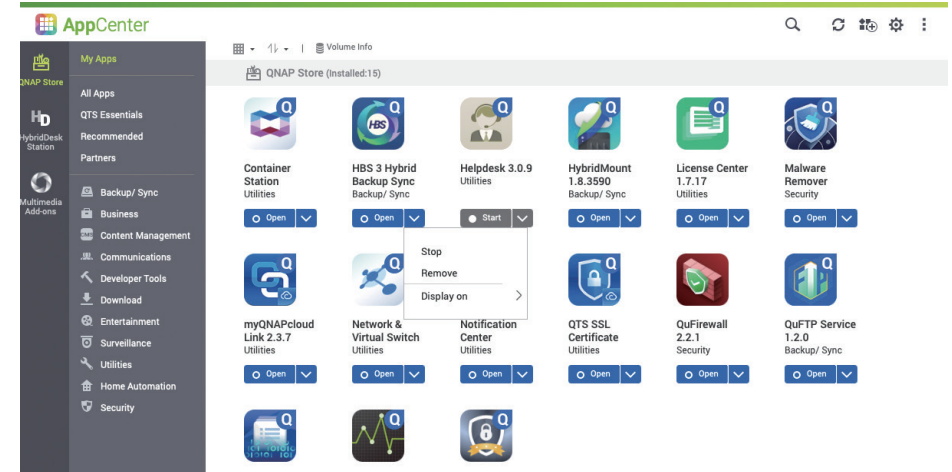 AppCenter
Volume Info
QNAP Store
HybridDesk
Station
Multimedia
Add-ons
My Apps
All Apps
QTS Essentials
Recommended
Partners
Backup/ Sync
Business
Content Management
Communications
Developer Tools
Download
Entertainment
Surveillance
Utilities
Home Automation
Security
QNAP Store (Installed:15)
Container
Station
Utilities
Open
HBS
HBS 3 Hybrid
Backup Sync
Backup/ Sync
Open
Helpdesk 3.0.9
Utilities
Start
HybridMount
1.8.3590
Backup/ Sync
Open
License Center
1.7.17
Utilities
Open
Malware
Remover
Security
Open
Stop
Remove
Display on
myQNAPcloud
Link 2.3.7
Utilities
Open
Network &
Virtual Switch
Utilities
Open
Notification
Center
Utilities
Open
QTS SSL
Certificate
Utilities
Open
QuFirewall
2.2.1
Security
Open
QuFTP Service
1.2.0
Backup/ Sync
Open